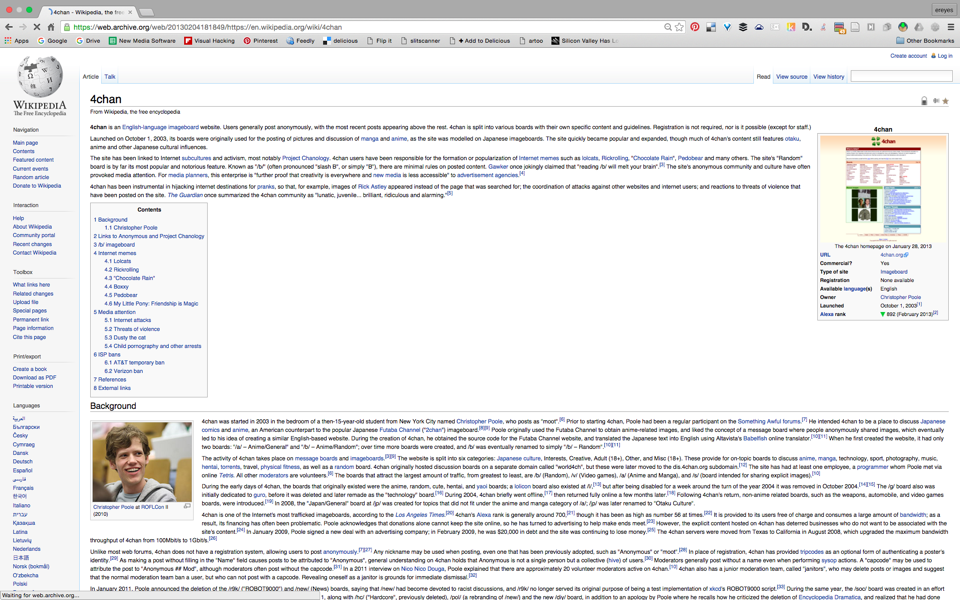 4chan - Wikipedia, the fre
ereyes
https://web.archive.org/web/20130204181849/https://en.wikipedia.org/wiki/4chan
Apps Google Drive New Media Software Visual Hacking Pinterest Feedly delicious Flip it slitscanner + Add to Delicious artoo Silicon Valley Has Lo Other Bookmarks
Create account Log in
Article Talk Read View source View history
WIKIPEDIA
The Free Encyclopedia
Navigation
Main page
Contents
Featured content
Current events
Random article
Donate to Wikipedia
Interaction
Help
About Wikipedia
Community portal
Recent changes
Contact Wikipedia
Toolbox
What links here
Related changes
Upload file
Special pages
Permanent link
Page information
Cite this page
Print/export
Create a book
Download as PDF
Printable version
Languages
العربية
Български
Česky
Cymraeg
Dansk
Deutsch
Español
فارسی
Français
한국어
Italiano
עברית
Қазақша
Latina
Lietuvių
Nederlands
日本語
Norsk (bokmål)
O'zbekcha
Polski
4chan
From Wikipedia, the free encyclopedia
4chan is an English-language imageboard website. Users generally post anonymously, with the most recent posts appearing above the rest. 4chan is split into various boards with their own specific content and guidelines. Registration is not required, nor is it possible (except for staff.)
Launched on October 1, 2003, its boards were originally used for the posting of pictures and discussion of manga and anime, as the site was modelled on Japanese imageboards. The site quickly became popular and expanded, though much of 4chan's content still features otaku,
anime and other Japanese cultural influences.
The site has been linked to Internet subcultures and activism, most notably Project Chanology. 4chan users have been responsible for the formation or popularization of Internet memes such as lolcats, Rickrolling, "Chocolate Rain", Pedobear and many others. The site's "Random"
board is by far its most popular and notorious feature. Known as "/b/" (often pronounced "slash B", or simply "B"), there are minimal rules on posted content. Gawker once jokingly claimed that "reading /b/ will melt your brain".[3] The site's anonymous community and culture have often
provoked media attention. For media planners, this enterprise is "further proof that creativity is everywhere and new media is less accessible" to advertisement agencies.[4]
4chan has been instrumental in hijacking internet destinations for pranks, so that, for example, images of Rick Astley appeared instead of the page that was searched for; the coordination of attacks against other websites and internet users; and reactions to threats of violence that
have been posted on the site. The Guardian once summarized the 4chan community as "lunatic, juvenile... brilliant, ridiculous and alarming."[5]
4chan
The 4chan homepage on January 28, 2013
URL 4chan.org
Commercial? Yes
Type of site Imageboard
Registration None available
Available language(s) English
Owner Christopher Poole
Launched October 1, 2003[1]
Alexa rank 892 (February 2013)[2]
Contents
1 Background
1.1 Christopher Poole
2 Links to Anonymous and Project Chanology
3 /b/ imageboard
4 Internet memes
4.1 Lolcats
4.2 Rickrolling
4.3 "Chocolate Rain"
4.4 Boxxy
4.5 Pedobear
4.6 My Little Pony: Friendship is Magic
5 Media attention
5.1 Internet attacks
5.2 Threats of violence
5.3 Dusty the cat
5.4 Child pornography and other arrests
6 ISP bans
6.1 AT&T temporary ban
6.2 Verizon ban
7 References
8 External links
Background
Christopher Poole at ROFLCon II
(2010)
4chan was started in 2003 in the bedroom of a then-15-year-old student from New York City named Christopher Poole, who posts as "moot".[6] Prior to starting 4chan, Poole had been a regular participant on the Something Awful forums.[7] He intended 4chan to be a place to discuss Japanese
comics and anime, an American counterpart to the popular Japanese Futaba Channel ("2chan") imageboard.[8][9] Poole originally used the Futaba Channel to obtain anime-related images, and liked the concept of a message board where people anonymously shared images, which eventually
led to his idea of creating a similar English-based website. During the creation of 4chan, he obtained the source code for the Futaba Channel website, and translated the Japanese text into English using Altavista's Babelfish online translator.[10][11] When he first created the website, it had only
two boards: "/a/ – Anime/General" and "/b/ – Anime/Random"; over time more boards were created, and /b/ was eventually renamed to simply "/b/ – Random".[10][11]
The activity of 4chan takes place on message boards and imageboards.[3][9] The website is split into six categories: Japanese culture, Interests, Creative, Adult (18+), Other, and Misc (18+). These provide for on-topic boards to discuss anime, manga, technology, sport, photography, music,
hentai, torrents, travel, physical fitness, as well as a random board. 4chan originally hosted discussion boards on a separate domain called "world4ch", but these were later moved to the dis.4chan.org subdomain.[12] The site has had at least one employee, a programmer whom Poole met via
online Tetris. All other moderators are volunteers.[8] The boards that attract the largest amounts of traffic, from greatest to least, are /b/ (Random), /v/ (Video Games), /a/ (Anime and Manga), and /s/ (board reserved for sharing explicit images).[10]
During the early days of 4chan, the boards that originally existed were the anime, random, cute, hentai, and yaoi boards; a lolicon board also existed at /l/,[13] but after being disabled for a week around the turn of the year 2004 it was removed in October 2004.[14][15] The /g/ board also was
initially dedicated to guro, before it was deleted and later remade as the "technology" board.[16] During 2004, 4chan briefly went offline,[17] and then returned fully online a few months later.[18] Following 4chan's return, non-anime related boards, such as the weapons, automobile, and video games
boards, were introduced.[19] In 2008, the "Japan/General" board at /jp/ was created for topics that did not fit under the anime and manga category of /a/; /jp/ was later renamed to "Otaku Culture".
4chan is one of the Internet's most trafficked imageboards, according to the Los Angeles Times.[20] 4chan's Alexa rank is generally around 700,[21] though it has been as high as number 56 at times.[22] It is provided to its users free of charge and consumes a large amount of bandwidth; as a
result, its financing has often been problematic. Poole acknowledges that donations alone cannot keep the site online, so he has turned to advertising to help make ends meet.[23] However, the explicit content hosted on 4chan has deterred businesses who do not want to be associated with the
site's content.[24] In January 2009, Poole signed a new deal with an advertising company; in February 2009, he was $20,000 in debt and the site was continuing to lose money.[25] The 4chan servers were moved from Texas to California in August 2008, which upgraded the maximum bandwidth
throughput of 4chan from 100Mbit/s to 1Gbit/s.[26]
Unlike most web forums, 4chan does not have a registration system, allowing users to post anonymously.[7][27] Any nickname may be used when posting, even one that has been previously adopted, such as "Anonymous" or "moot".[28] In place of registration, 4chan has provided tripcodes as an optional form of authenticating a poster's
identity.[29] As making a post without filling in the "Name" field causes posts to be attributed to "Anonymous", general understanding on 4chan holds that Anonymous is not a single person but a collective (hive) of users.[30] Moderators generally post without a name even when performing sysop actions. A "capcode" may be used to
attribute the post to "Anonymous ## Mod", although moderators often post without the capcode.[31] In a 2011 interview on Nico Nico Douga, Poole explained that there are approximately 20 volunteer moderators active on 4chan. 4chan also has a junior moderation team, called "janitors", who may delete posts or images and suggest
that the normal moderation team ban a user, but who can not post with a capcode. Revealing oneself as a janitor is grounds for immediate dismissal.[32]
In January 2011, Poole announced the deletion of the /r9k/ ("ROBOT9000") and /new/ (News) boards, saying that /new/ had become devoted to racist discussions, and /r9k/ no longer served its original purpose of being a test implementation of xkcd's ROBOT9000 script.[33] During the same year, the /soc/ board was created in an effort
Waiting for web.archive.org...
, along with /hc/ ("Hardcore", previously deleted), /pol/ (a rebranding of /new/) and the new /diy/ board, in addition to an apology by Poole where he recalls how he criticized the deletion of Encyclopedia Dramatica, and realized that he had